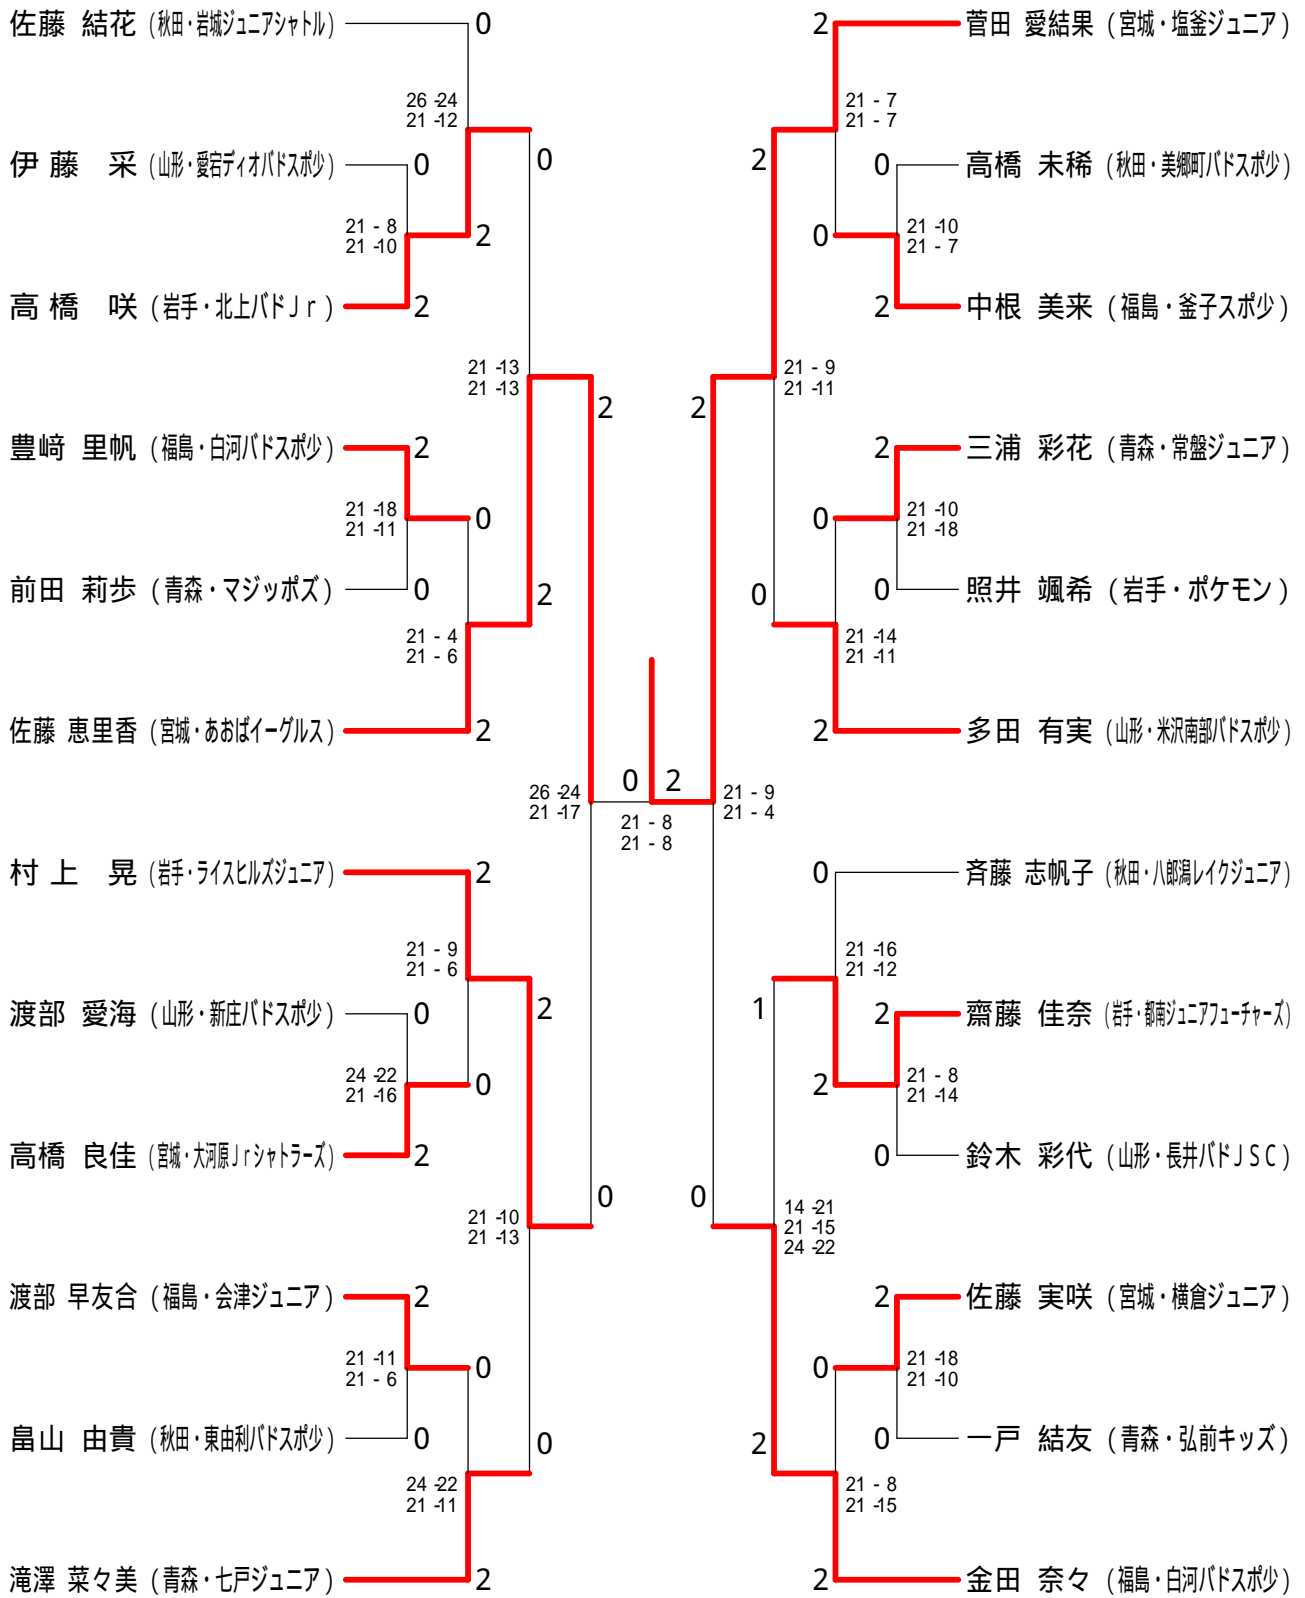 佐藤 結花 (秋田・岩城ジュニアシャトル) 0
26-24
21-12
伊藤 采 (山形・愛宕ディオバドスポ少) 0
0
21-8
21-10
2
高橋 咲 (岩手・北上バドJr) 2
21-13
21-13
2
豊﨑 里帆 (福島・白河バドスポ少) 2
21-18
21-11
0
前田 莉歩 (青森・マジッポズ) 0
2
21-4
21-6
佐藤 恵里香 (宮城・あおばイーグルス) 2
26-24
21-17
村上 晃 (岩手・ライスヒルズジュニア) 2
21-9
21-6
渡部 愛海 (山形・新庄バドスポ少) 0
2
24-22
21-16
0
高橋 良佳 (宮城・大河原Jrシャトラーズ) 2
0
21-10
21-13
渡部 早友合 (福島・会津ジュニア) 2
21-11
21-6
0
畠山 由貴 (秋田・東由利バドスポ少) 0
0
24-22
21-11
滝澤 菜々美 (青森・七戸ジュニア) 2
0 2
21-8
21-8
2 菅田 愛結果 (宮城・塩釜ジュニア)
21-7
21-7
2
0 高橋 未稀 (秋田・美郷町バドスポ少)
0
21-10
21-7
2 中根 美来 (福島・釜子スポ少)
21-9
21-11
2
2 三浦 彩花 (青森・常盤ジュニア)
0
21-10
21-18
0 照井 颯希 (岩手・ポケモン)
0
21-14
21-11
2 多田 有実 (山形・米沢南部バドスポ少)
21-9
21-4
0 斉藤 志帆子 (秋田・八郎潟レイクジュニア)
21-16
21-12
1
2 齋藤 佳奈 (岩手・都南ジュニアフューチャーズ)
2
21-8
21-14
0 鈴木 彩代 (山形・長井バドJSC)
0
14-21
21-15
24-22
2 佐藤 実咲 (宮城・横倉ジュニア)
0
21-18
21-10
0 一戸 結友 (青森・弘前キッズ)
2
21-8
21-15
2 金田 奈々 (福島・白河バドスポ少)